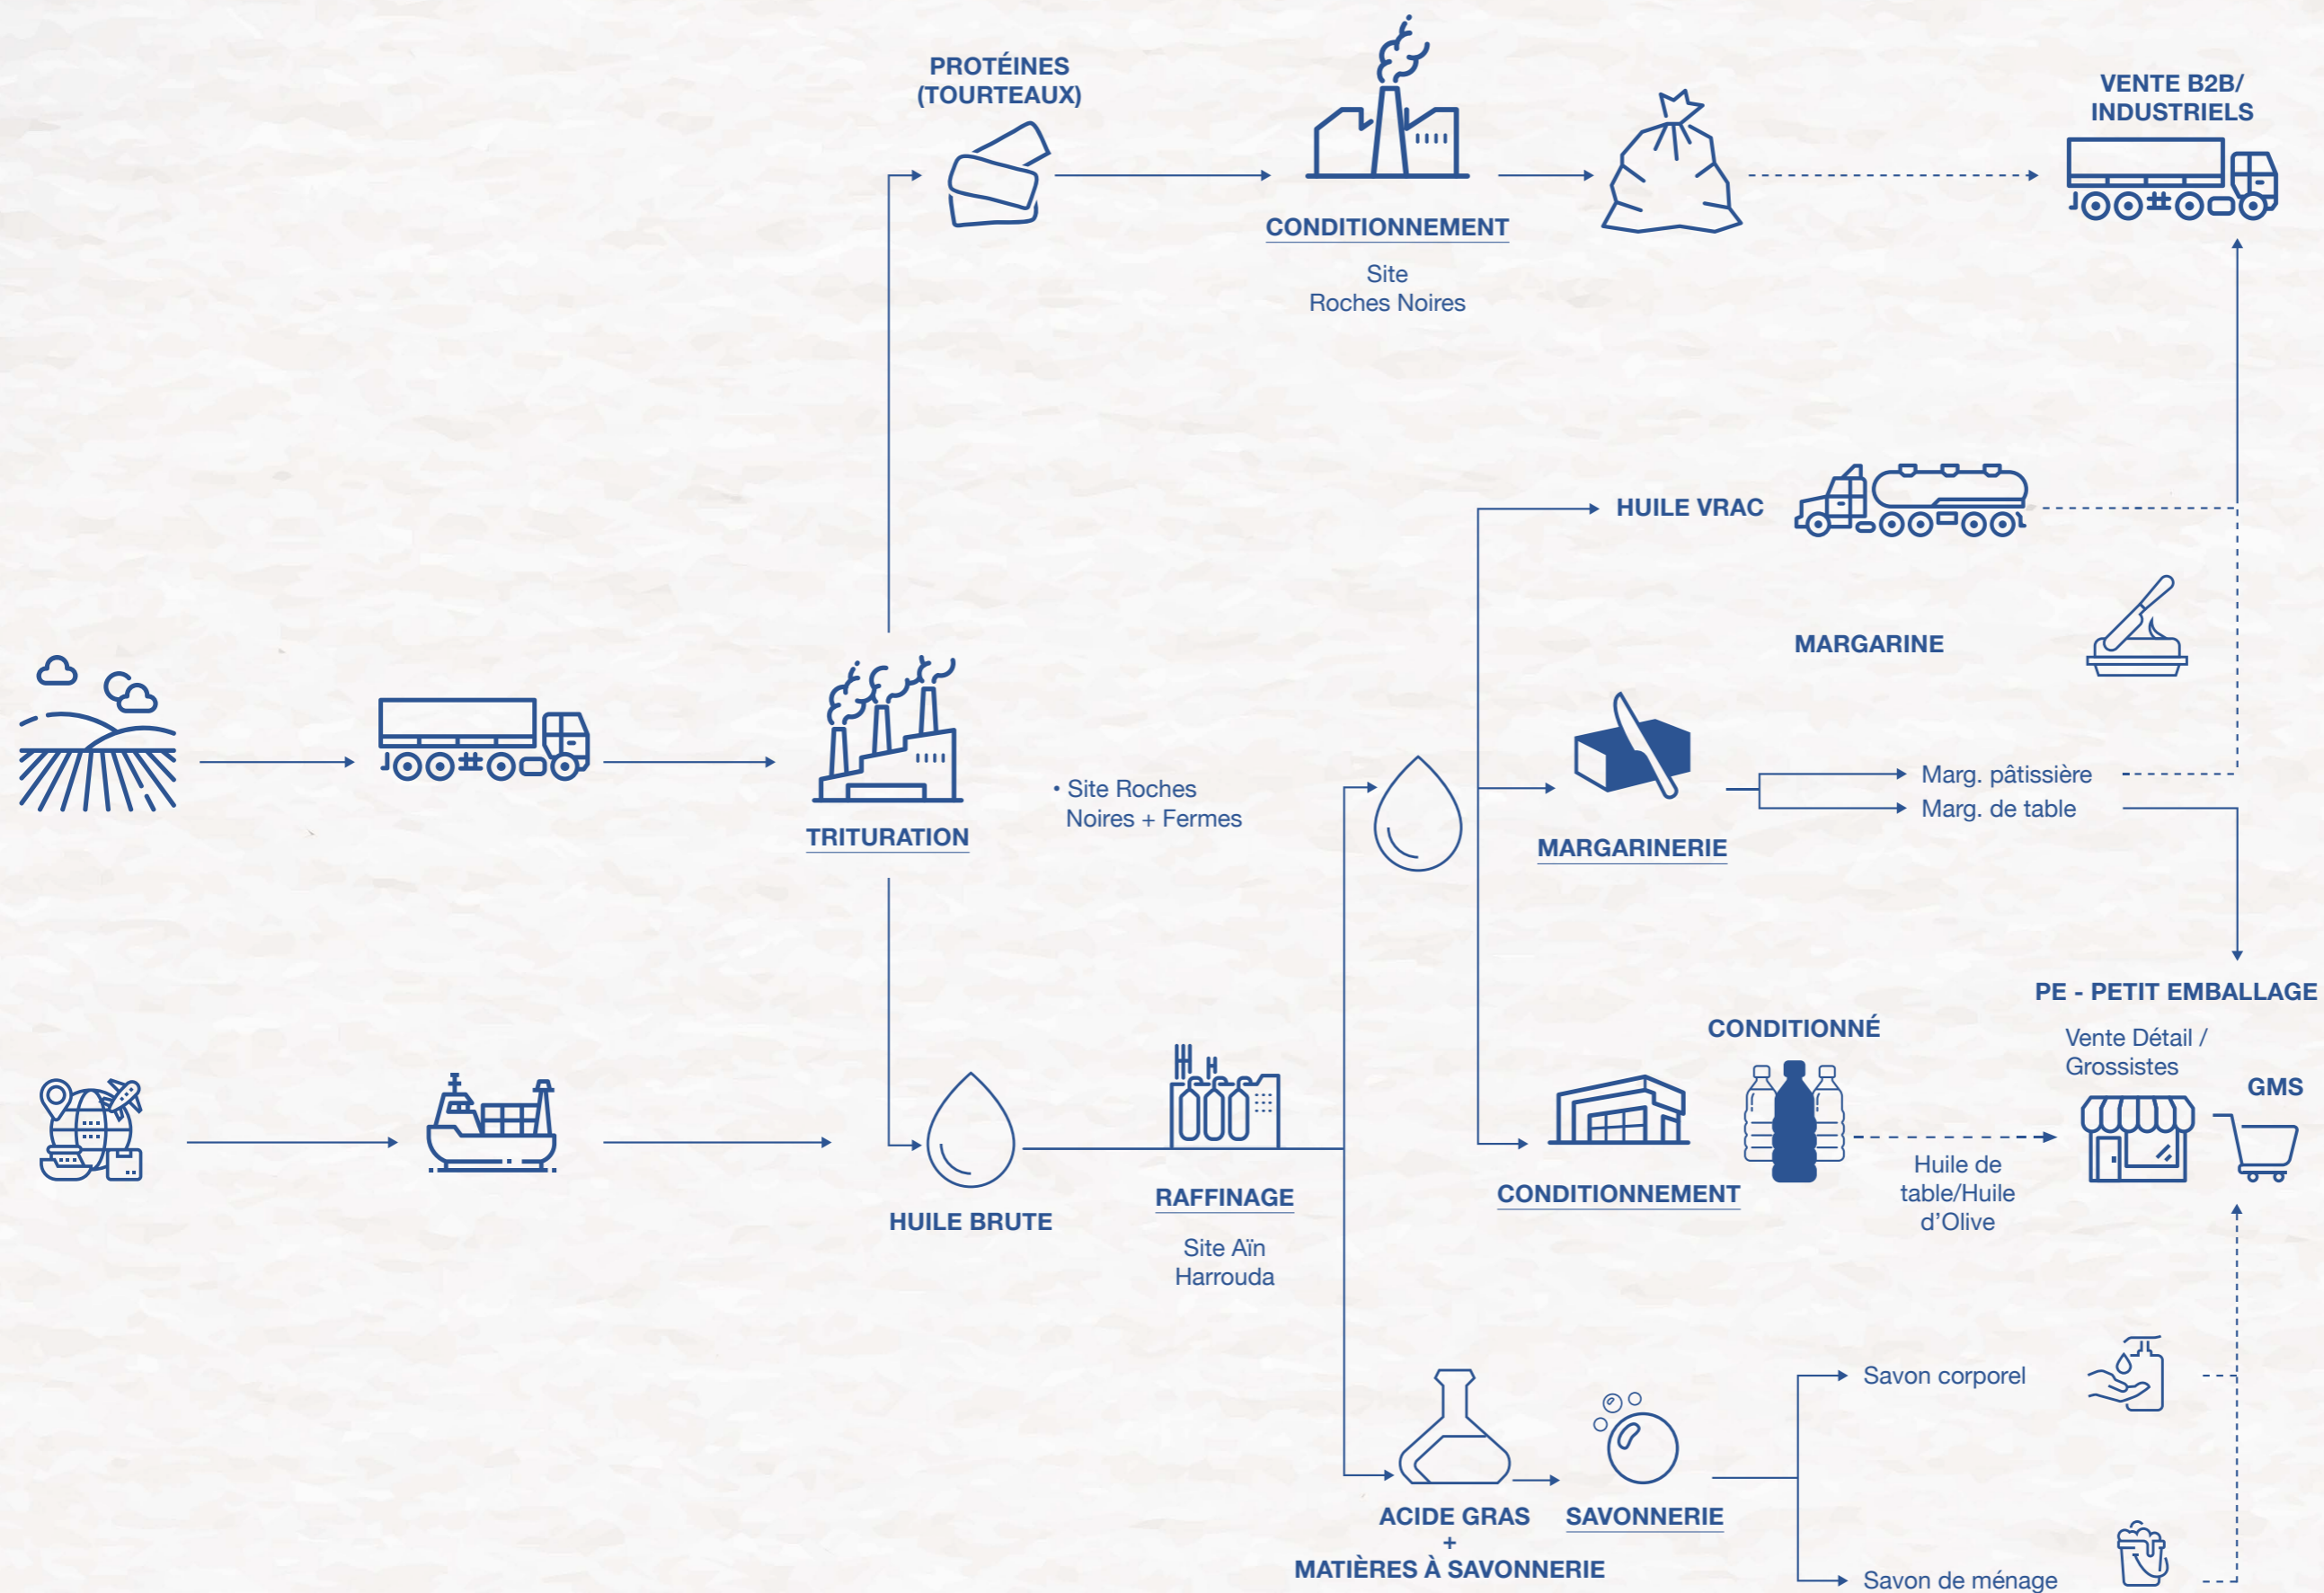 PROTÉINES
(TOURTEAUX)
VENTE B2B/
INDUSTRIELS
CONDITIONNEMENT
Site
Roches Noires
HUILE VRAC
MARGARINE
• Site Roches
Noires + Fermes
TRITURATION
Marg. pâtissière
Marg. de table
MARGARINERIE
PE - PETIT EMBALLAGE
CONDITIONNÉ
Vente Détail /
Grossistes
GMS
HUILE BRUTE
RAFFINAGE
Site Aïn
Harrouda
CONDITIONNEMENT
Huile de
table/Huile
d’Olive
Savon corporel
ACIDE GRAS
+
MATIÈRES À SAVONNERIE
SAVONNERIE
Savon de ménage